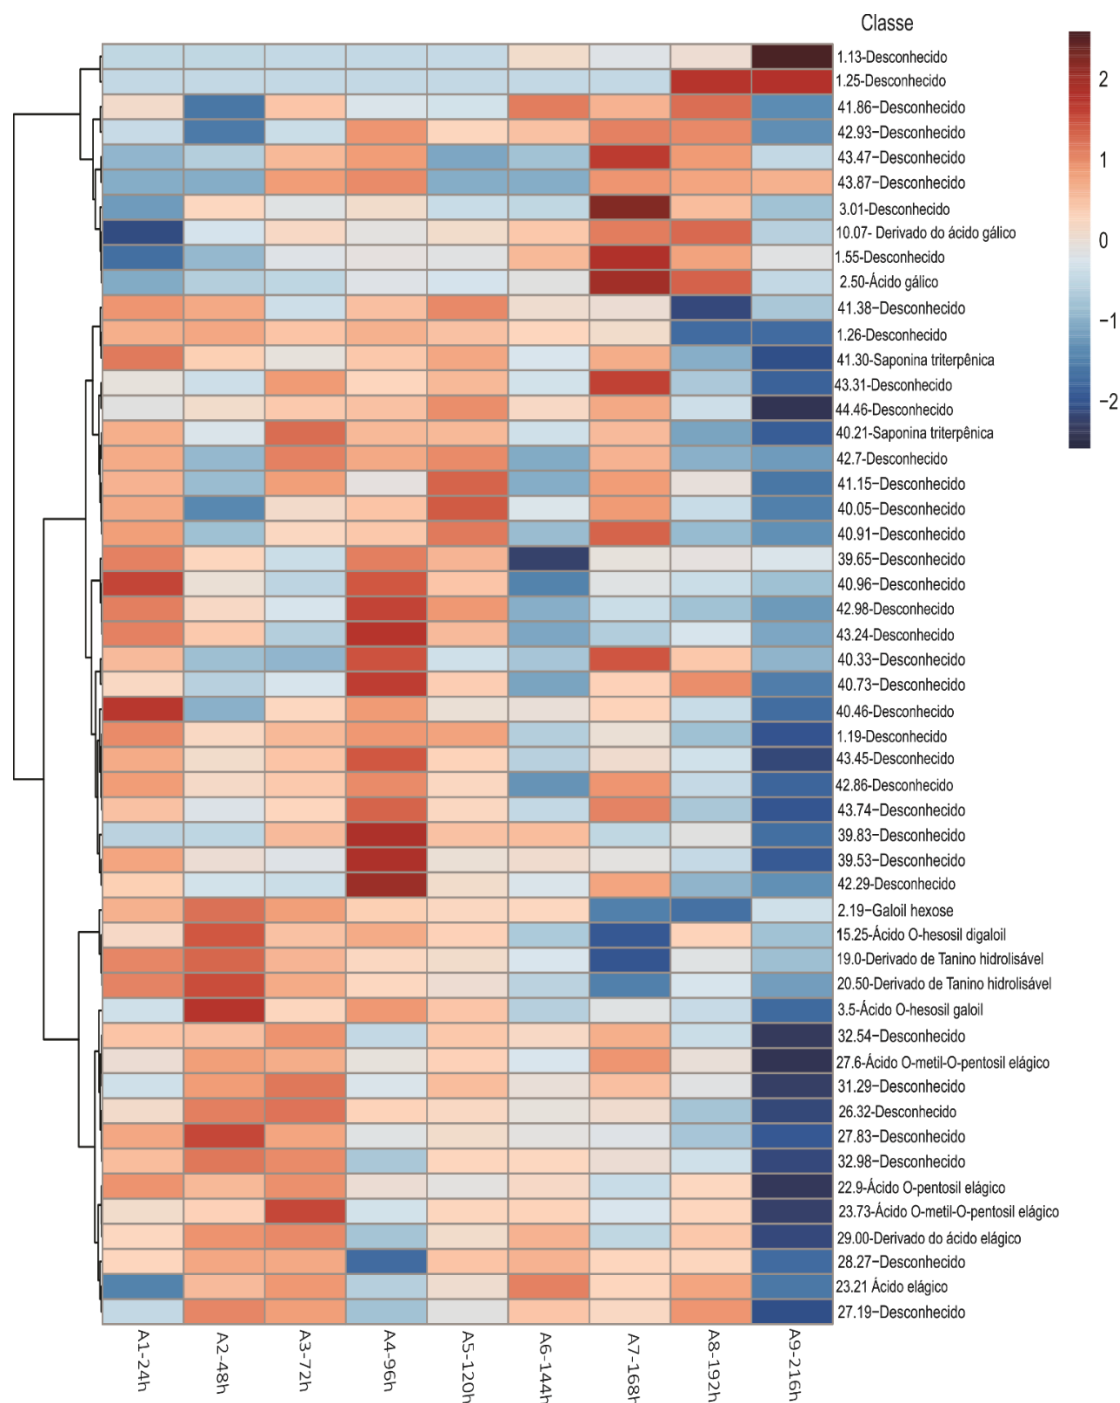 Classe
1.13-Desconhecido
1.25-Desconhecido
41.86-Desconhecido
42.93-Desconhecido
43.47-Desconhecido
43.87-Desconhecido
3.01-Desconhecido
10.07- Derivado do ácido gálico
1.55-Desconhecido
2.50-Ácido gálico
41.38-Desconhecido
1.26-Desconhecido
41.30-Saponina triterpênica
43.31-Desconhecido
44.46-Desconhecido
40.21-Saponina triterpênica
42.7-Desconhecido
41.15-Desconhecido
40.05-Desconhecido
40.91-Desconhecido
39.65-Desconhecido
40.96-Desconhecido
42.98-Desconhecido
43.24-Desconhecido
40.33-Desconhecido
40.73-Desconhecido
40.46-Desconhecido
1.19-Desconhecido
43.45-Desconhecido
42.86-Desconhecido
43.74-Desconhecido
39.83-Desconhecido
39.53-Desconhecido
42.29-Desconhecido
2.19-Galoil hexose
15.25-Ácido O-hesosil digaloil
19.0-Derivado de Tanino hidrolisável
20.50-Derivado de Tanino hidrolisável
3.5-Ácido O-hesosil galoil
32.54-Desconhecido
27.6-Ácido O-metil-O-pentosil elágico
31.29-Desconhecido
26.32-Desconhecido
27.83-Desconhecido
32.98-Desconhecido
22.9-Ácido O-pentosil elágico
23.73-Ácido O-metil-O-pentosil elágico
29.00-Derivado do ácido elágico
28.27-Desconhecido
23.21 Ácido elágico
27.19-Desconhecido
2
1
0
-1
-2
A1-24h
A2-48h
A3-72h
A4-96h
A5-120h
A6-144h
A7-168h
A8-192h
A9-216h